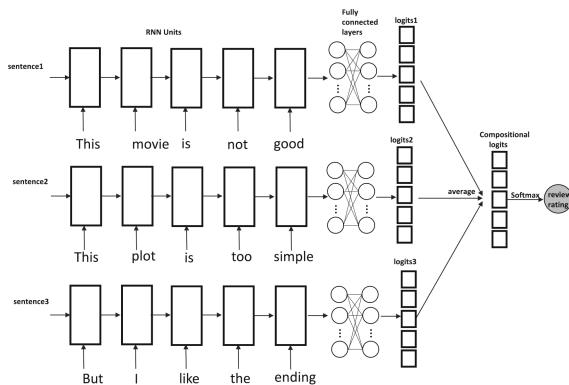 RNN Units
Fully
connected
layers
logits1
sentence1
This movie is not good
logits2
Compositional
logits
sentence2
average
Softmax
review
rating
This plot is too simple
logits3
sentence3
But I like the ending